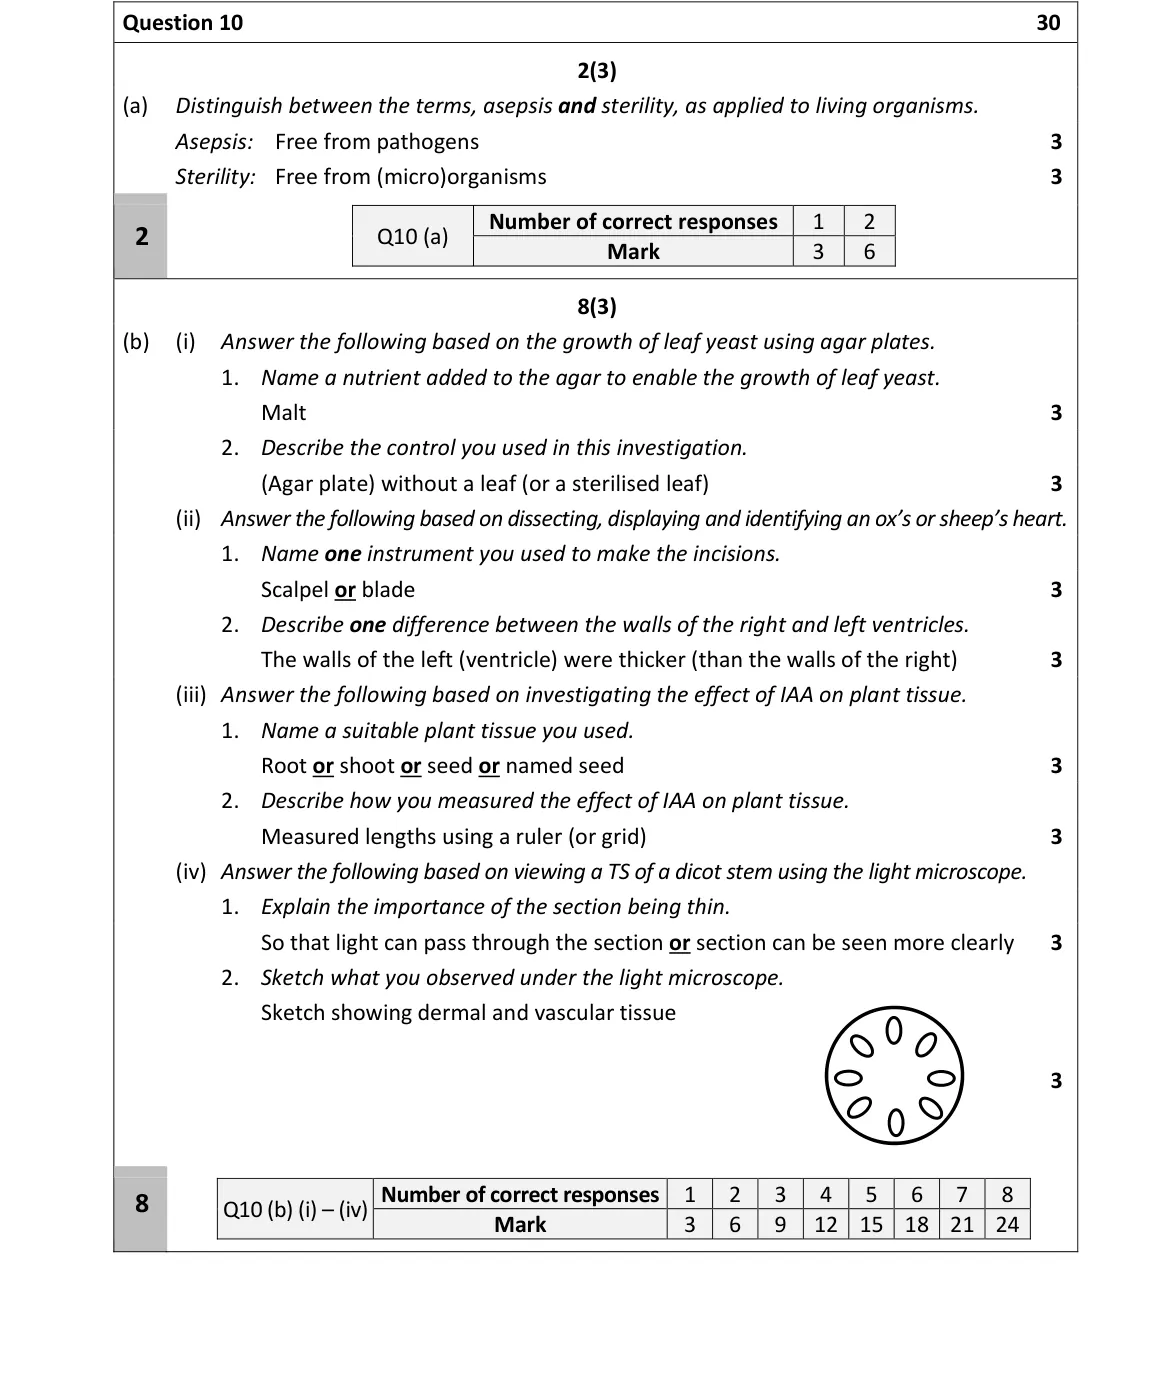 Question 10 30
2(3)
(a) Distinguish between the terms, asepsis and sterility, as applied to living organisms.
Asepsis: Free from pathogens 3
Sterility: Free from (micro)organisms 3
2
Q10 (a) Number of correct responses 1 2
Mark 3 6
8(3)
(b) (i) Answer the following based on the growth of leaf yeast using agar plates.
1. Name a nutrient added to the agar to enable the growth of leaf yeast.
Malt 3
2. Describe the control you used in this investigation.
(Agar plate) without a leaf (or a sterilised leaf) 3
(ii) Answer the following based on dissecting, displaying and identifying an ox’s or sheep’s heart.
1. Name one instrument you used to make the incisions.
Scalpel or blade 3
2. Describe one difference between the walls of the right and left ventricles.
The walls of the left (ventricle) were thicker (than the walls of the right) 3
(iii) Answer the following based on investigating the effect of IAA on plant tissue.
1. Name a suitable plant tissue you used.
Root or shoot or seed or named seed 3
2. Describe how you measured the effect of IAA on plant tissue.
Measured lengths using a ruler (or grid) 3
(iv) Answer the following based on viewing a TS of a dicot stem using the light microscope.
1. Explain the importance of the section being thin.
So that light can pass through the section or section can be seen more clearly 3
2. Sketch what you observed under the light microscope.
Sketch showing dermal and vascular tissue
3
8
Q10 (b) (i) – (iv) Number of correct responses 1 2 3 4 5 6 7 8
Mark 3 6 9 12 15 18 21 24